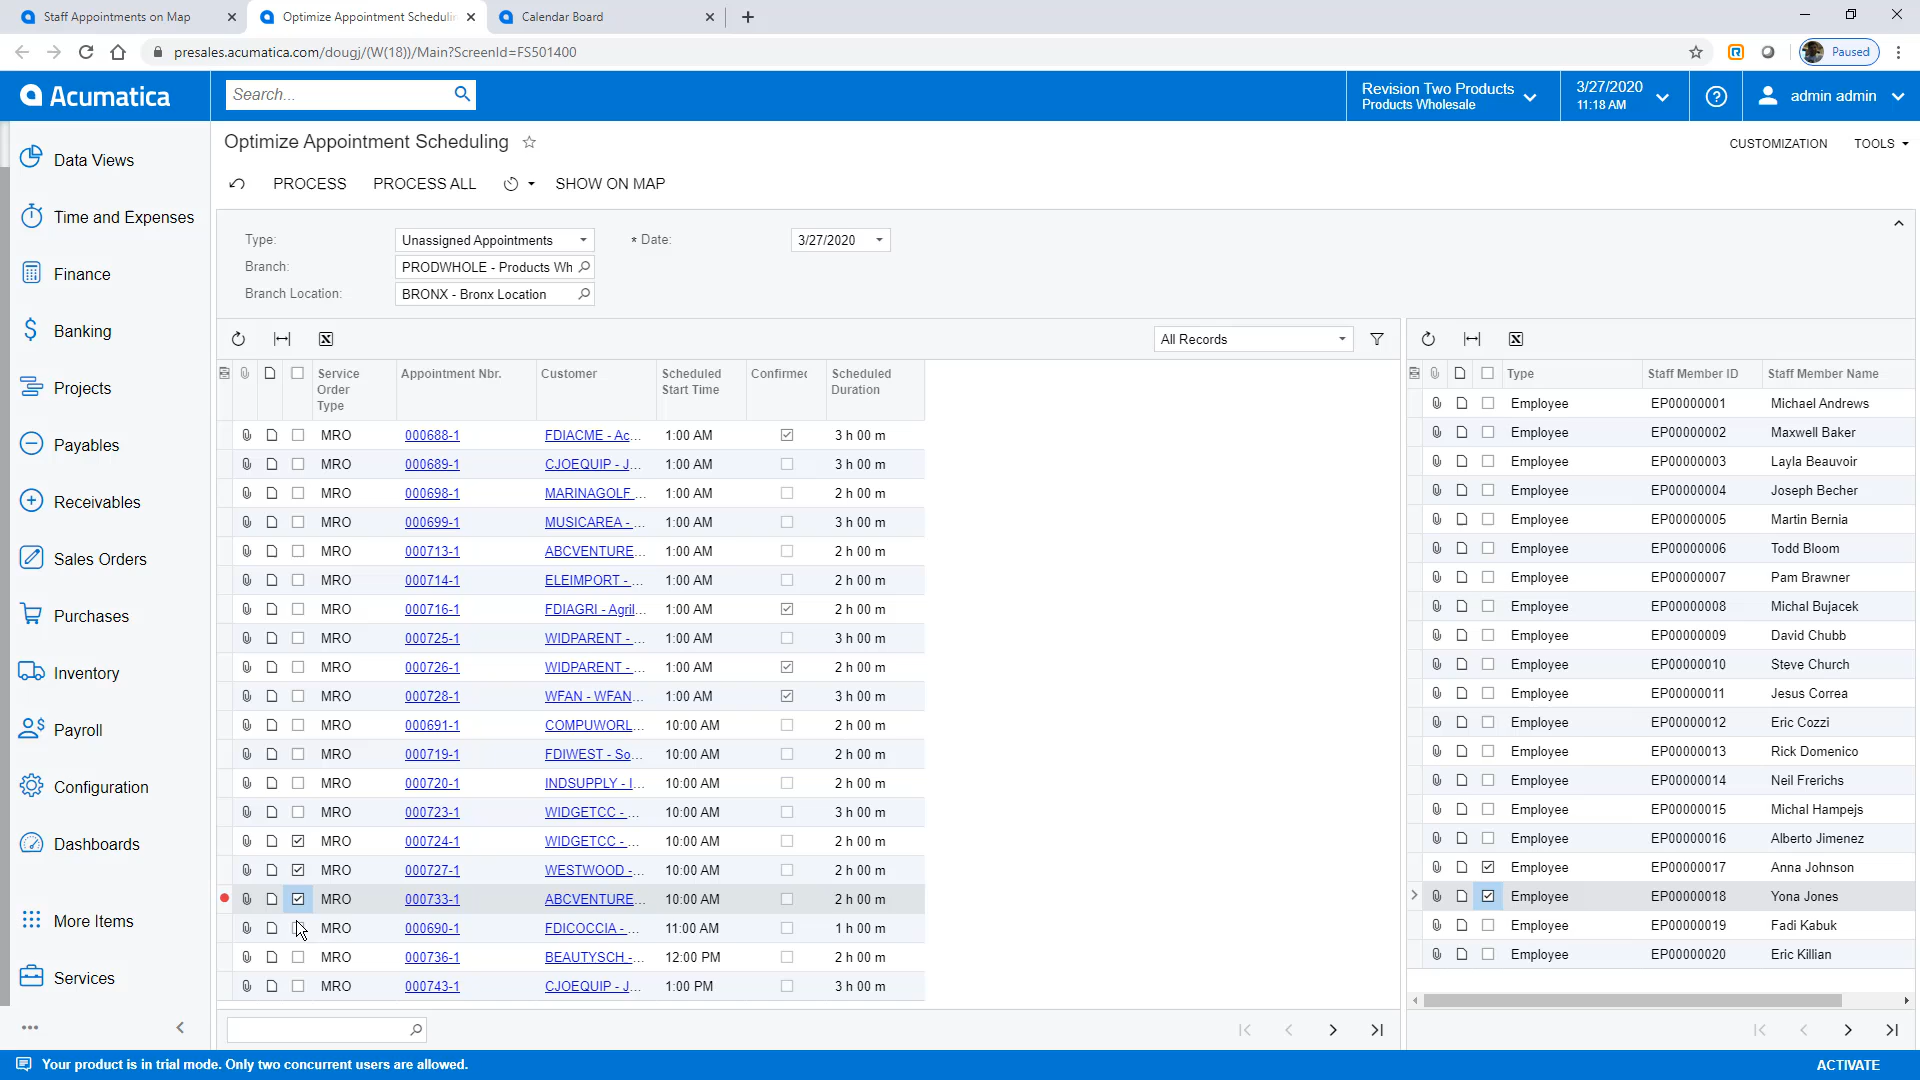 Staff Appointments on Map
Optimize Appointment Schedulin
Calendar Board
presales.acumatica.com/dougj/(W(18))/Main?ScreenId=FS501400
Paused
Acumatica
Search...
Revision Two Products
Products Wholesale
3/27/2020
11:18 AM
admin admin
Data Views
Time and Expenses
Finance
Banking
Projects
Payables
Receivables
Sales Orders
Purchases
Inventory
Payroll
Configuration
Dashboards
More Items
Services
Optimize Appointment Scheduling
CUSTOMIZATION
TOOLS
PROCESS
PROCESS ALL
SHOW ON MAP
Type: Unassigned Appointments
* Date: 3/27/2020
Branch: PRODWHOLE - Products Wh
Branch Location: BRONX - Bronx Location
All Records
Service Order Type Appointment Nbr. Customer Scheduled Start Time Confirmed Scheduled Duration
MRO 000688-1 FDIACME - Ac... 1:00 AM 3 h 00 m
MRO 000689-1 CJOEQUIP - J... 1:00 AM 3 h 00 m
MRO 000698-1 MARINAGOLF ... 1:00 AM 2 h 00 m
MRO 000699-1 MUSICAREA - ... 1:00 AM 3 h 00 m
MRO 000713-1 ABCVENTURE... 1:00 AM 2 h 00 m
MRO 000714-1 ELEIMPORT - ... 1:00 AM 2 h 00 m
MRO 000716-1 FDIAGRI - Agril... 1:00 AM 2 h 00 m
MRO 000725-1 WIDPARENT - ... 1:00 AM 3 h 00 m
MRO 000726-1 WIDPARENT - ... 1:00 AM 2 h 00 m
MRO 000728-1 WFAN - WFAN... 1:00 AM 3 h 00 m
MRO 000691-1 COMPUWORL... 10:00 AM 2 h 00 m
MRO 000719-1 FDIWEST - So... 10:00 AM 2 h 00 m
MRO 000720-1 INDSUPPLY - I... 10:00 AM 2 h 00 m
MRO 000723-1 WIDGETCC - ... 10:00 AM 3 h 00 m
MRO 000724-1 WIDGETCC - ... 10:00 AM 2 h 00 m
MRO 000727-1 WESTWOOD -... 10:00 AM 2 h 00 m
MRO 000733-1 ABCVENTURE... 10:00 AM 2 h 00 m
MRO 000690-1 FDICOCCIA - ... 11:00 AM 1 h 00 m
MRO 000736-1 BEAUTYSCH -... 12:00 PM 2 h 00 m
MRO 000743-1 CJOEQUIP - J... 1:00 PM 3 h 00 m
Type Staff Member ID Staff Member Name
Employee EP00000001 Michael Andrews
Employee EP00000002 Maxwell Baker
Employee EP00000003 Layla Beauvoir
Employee EP00000004 Joseph Becher
Employee EP00000005 Martin Bernia
Employee EP00000006 Todd Bloom
Employee EP00000007 Pam Brawner
Employee EP00000008 Michal Bujacek
Employee EP00000009 David Chubb
Employee EP00000010 Steve Church
Employee EP00000011 Jesus Correa
Employee EP00000012 Eric Cozzi
Employee EP00000013 Rick Domenico
Employee EP00000014 Neil Frerichs
Employee EP00000015 Michal Hampejs
Employee EP00000016 Alberto Jimenez
Employee EP00000017 Anna Johnson
Employee EP00000018 Yona Jones
Employee EP00000019 Fadi Kabuk
Employee EP00000020 Eric Killian
Your product is in trial mode. Only two concurrent users are allowed.
ACTIVATE